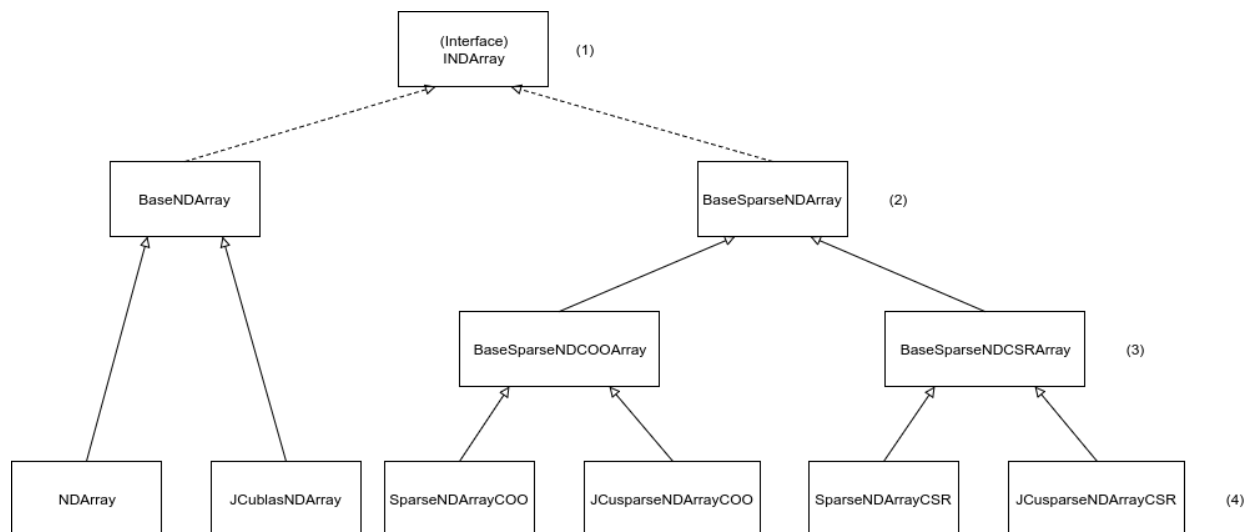 (Interface)
INDArray
(1)
BaseNDArray
BaseSparseNDArray
(2)
BaseSparseNDCOOArray
BaseSparseNDCSRArray
(3)
NDArray
JCublasNDArray
SparseNDArrayCOO
JCusparseNDArrayCOO
SparseNDArrayCSR
JCusparseNDArrayCSR
(4)